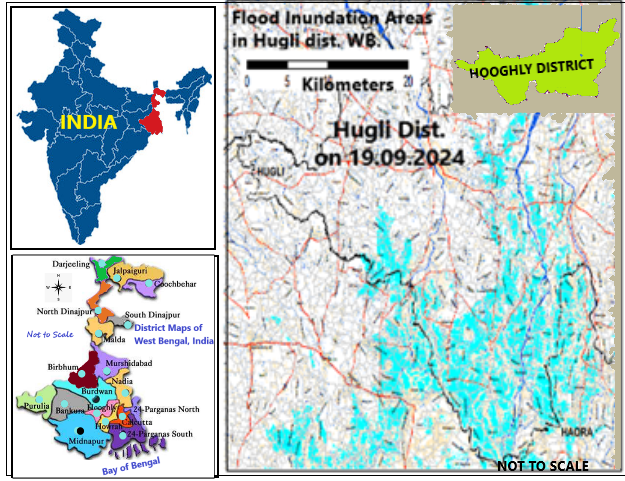 INDIA
Darjeeling
Jalpaiguri
Coochbehar
North Dinajpur
South Dinajpur
Not to Scale
District Maps of
West Bengal, India
Malda
Murshidabad
Birbhum
Nadia
Burdwan
Purulia
Bankura
Hooghly
24-Parganas North
Howrah
Calcutta
24-Parganas South
Midnapur
Bay of Bengal
Flood Inundation Areas
in Hugli dist. WB.
0 5 10 20
Kilometers
HOOGHLY DISTRICT
Hugli Dist.
on 19.09.2024
HUGLI
HAORA
NOT TO SCALE